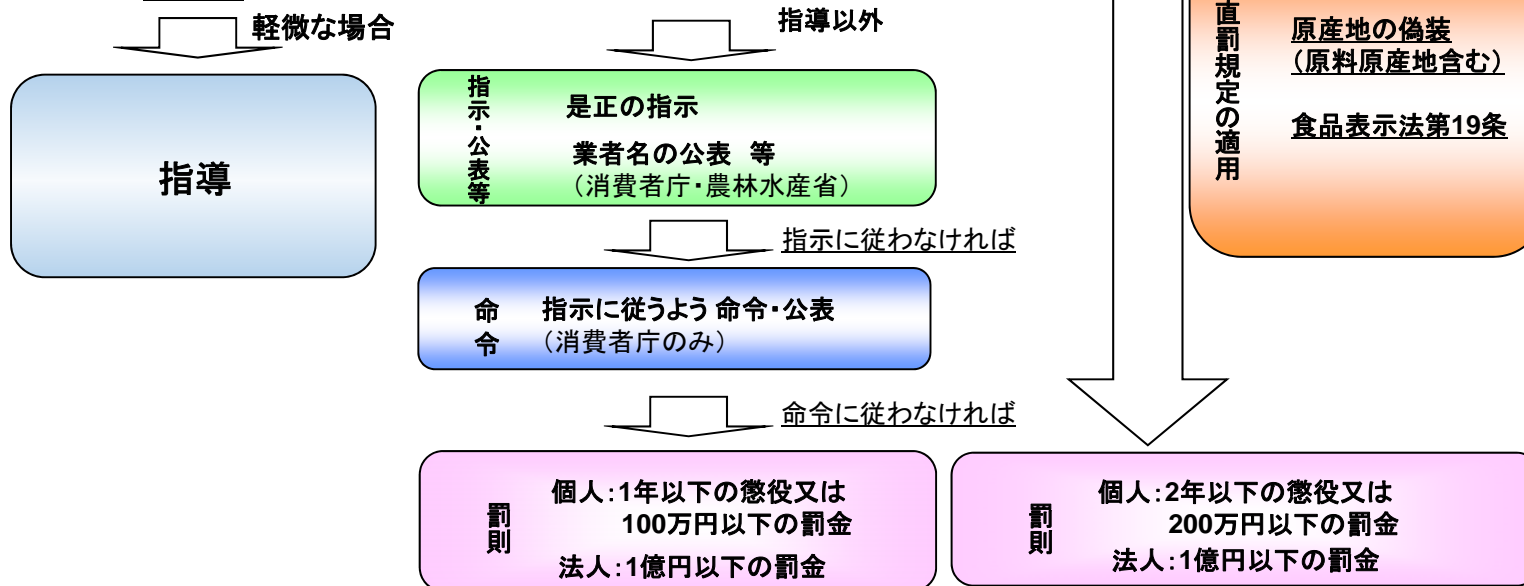 軽微な場合
指導
指導以外
指示・公表等
是正の指示
業者名の公表 等
（消費者庁・農林水産省）
指示に従わなければ
命令
指示に従うよう 命令・公表
（消費者庁のみ）
命令に従わなければ
罰則
個人：1年以下の懲役又は
100万円以下の罰金
法人：1億円以下の罰金
直罰規定の適用
原産地の偽装
（原料原産地含む）
食品表示法第19条
罰則
個人：2年以下の懲役又は
200万円以下の罰金
法人：1億円以下の罰金